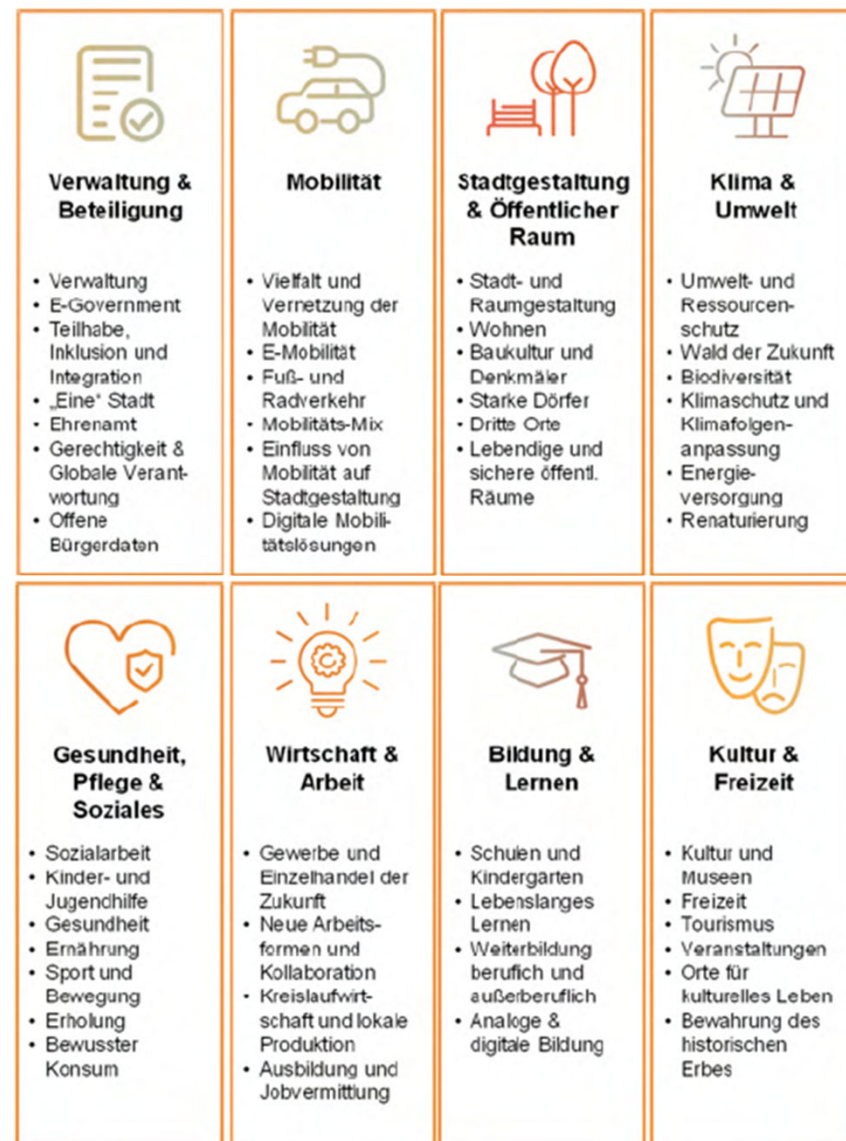 Verwaltung &
Beteiligung
• Verwaltung
• E-Government
• Teilhabe,
Inklusion und
Integration
• „Eine“ Stadt
• Ehrenamt
• Gerechtigkeit &
Globale Verant-
wortung
• Offene
Bürgerdaten
Mobilität
• Vielfalt und
Vernetzung der
Mobilität
• E-Mobilität
• Fuß- und
Radverkehr
• Mobilitäts-Mix
• Einfluss von
Mobilität auf
Stadtgestaltung
• Digitale Mobili-
tätslösungen
Stadtgestaltung
& Öffentlicher
Raum
• Stadt- und
Raumgestaltung
• Wohnen
• Baukultur und
Denkmäler
• Starke Dörfer
• Dritte Orte
• Lebendige und
sichere öffentl.
Räume
Klima &
Umwelt
• Umwelt- und
Ressourcen-
schutz
• Wald der Zukunft
• Biodiversität
• Klimaschutz und
Klimafolgen-
anpassung
• Energie-
versorgung
• Renaturierung
Gesundheit,
Pflege &
Soziales
• Sozialarbeit
• Kinder- und
Jugendhilfe
• Gesundheit
• Ernährung
• Sport und
Bewegung
• Erholung
• Bewusster
Konsum
Wirtschaft &
Arbeit
• Gewerbe und
Einzelhandel der
Zukunft
• Neue Arbeits-
formen und
Kollaboration
• Kreislaufwirt-
schaft und lokale
Produktion
• Ausbildung und
Jobvermittlung
Bildung &
Lernen
• Schulen und
Kindergärten
• Lebenslanges
Lernen
• Weiterbildung
beruflich und
außerberuflich
• Analoge &
digitale Bildung
Kultur &
Freizeit
• Kultur und
Museen
• Freizeit
• Tourismus
• Veranstaltungen
• Orte für
kulturelles Leben
• Bewahrung des
historischen
Erbes